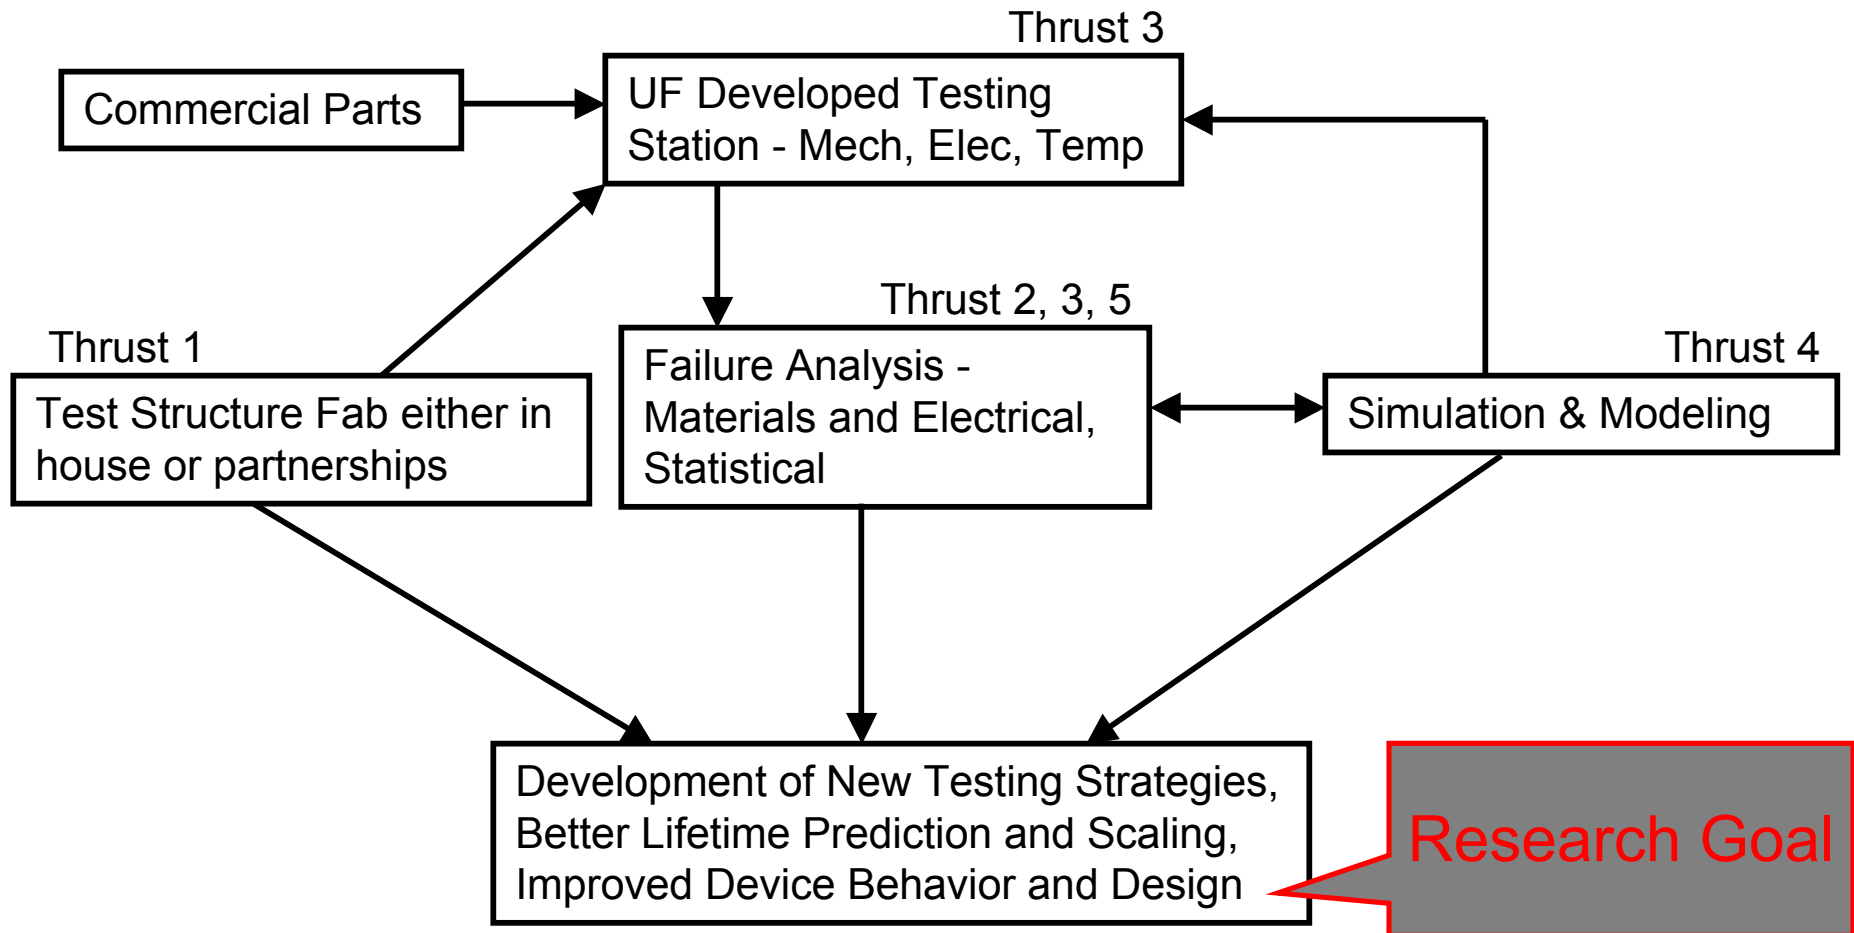 Thrust 3
Commercial Parts
UF Developed Testing
Station - Mech, Elec, Temp
Thrust 2, 3, 5
Thrust 1
Thrust 4
Failure Analysis -
Materials and Electrical,
Statistical
Test Structure Fab either in
house or partnerships
Simulation & Modeling
Development of New Testing Strategies,
Better Lifetime Prediction and Scaling,
Improved Device Behavior and Design
Research Goal